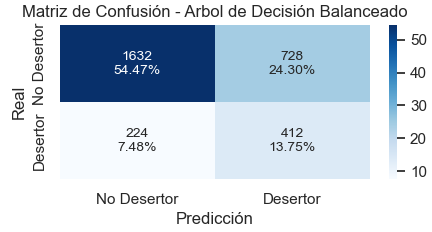 Matriz de Confusión - Arbol de Decisión Balanceado
Real
No Desertor
1632
54.47%
728
24.30%
Desertor
224
7.48%
412
13.75%
No Desertor
Desertor
Predicción
50
40
30
20
10